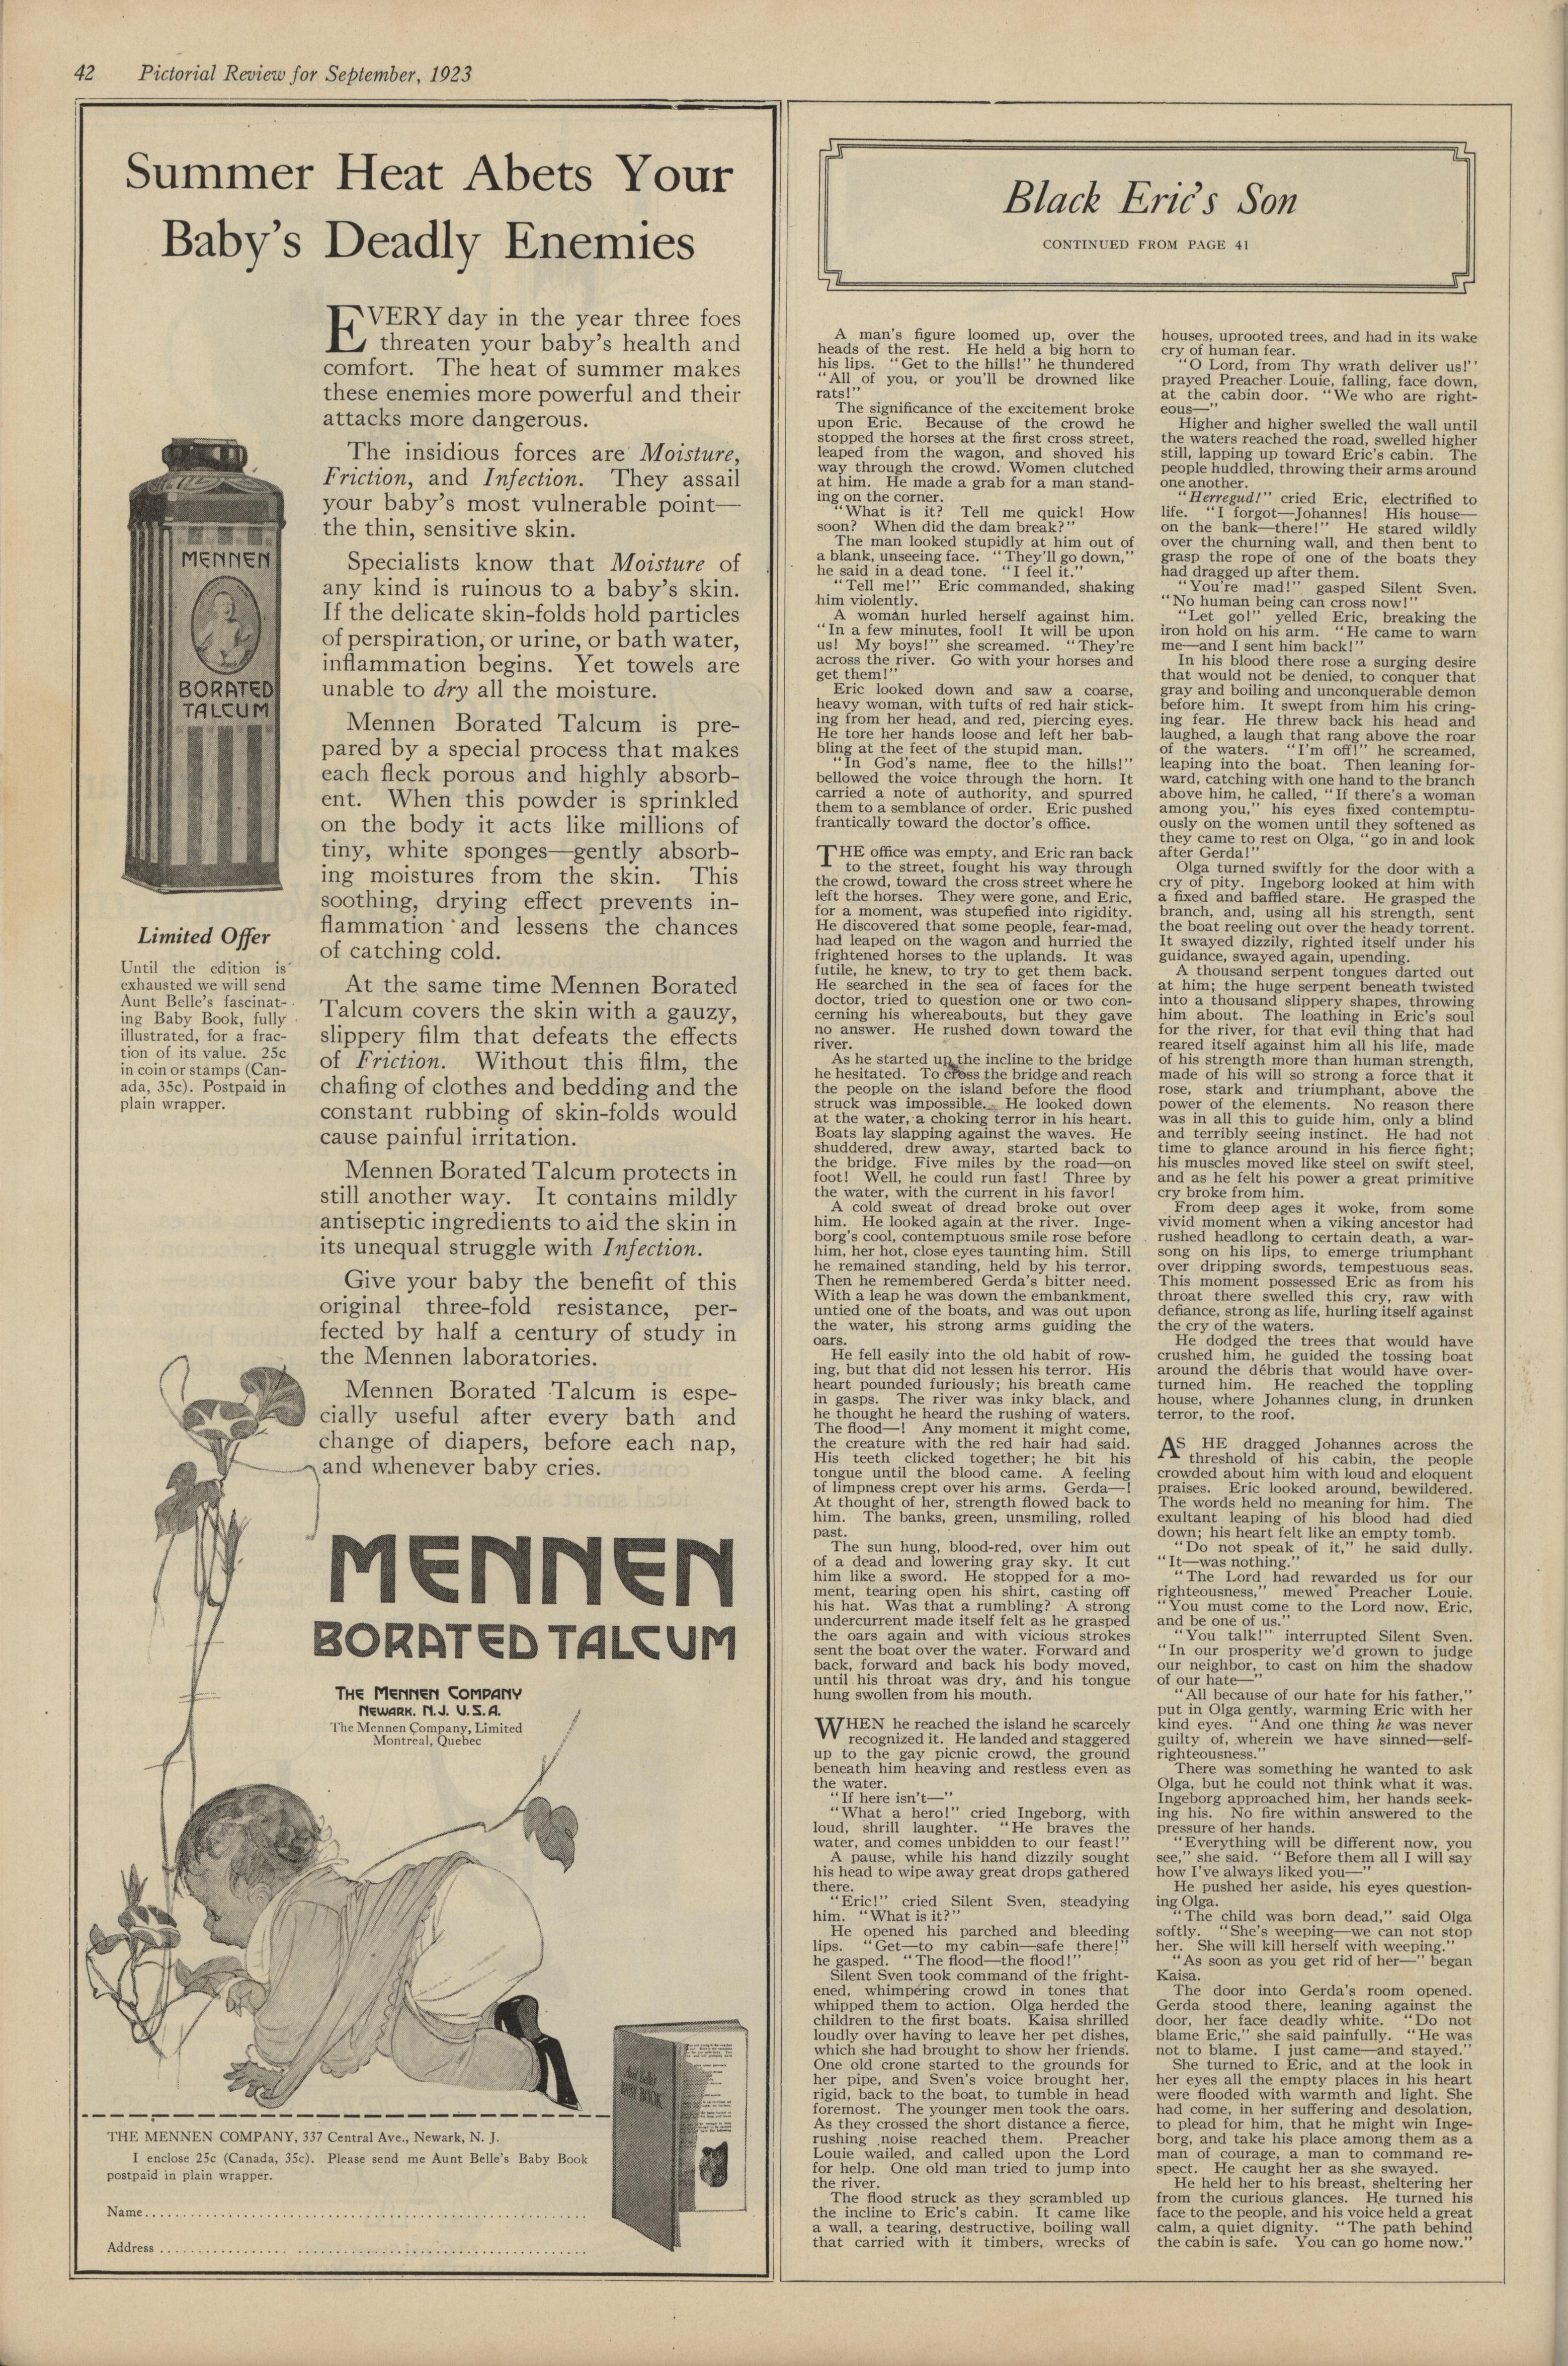 42 Pictorial Review for September, 1923
Summer Heat Abets Your
Baby's Deadly Enemies
EVERY day in the year three foes
threaten your baby's health and
comfort. The heat of summer makes
these enemies more powerful and their
attacks more dangerous.
The insidious forces are Moisture,
Friction, and Infection. They assail
your baby's most vulnerable point—
the thin, sensitive skin.
Specialists know that Moisture of
any kind is ruinous to a baby's skin.
If the delicate skin-folds hold particles
of perspiration, or urine, or bath water,
inflammation begins. Yet towels are
unable to dry all the moisture.
Mennen Borated Talcum is pre-
pared by a special process that makes
each fleck porous and highly absorb-
ent. When this powder is sprinkled
on the body it acts like millions of
tiny, white sponges—gently absorb-
ing moistures from the skin. This
soothing, drying effect prevents in-
flammation and lessens the chances
of catching cold.
At the same time Mennen Borated
Talcum covers the skin with a gauzy,
slippery film that defeats the effects
of Friction. Without this film, the
chafing of clothes and bedding and the
constant rubbing of skin-folds would
cause painful irritation.
Mennen Borated Talcum protects in
still another way. It contains mildly
antiseptic ingredients to aid the skin in
its unequal struggle with Infection.
Give your baby the benefit of this
original three-fold resistance, per-
fected by half a century of study in
the Mennen laboratories.
Mennen Borated Talcum is espe-
cially useful after every bath and
change of diapers, before each nap,
and whenever baby cries.
MENNEN
BORATED
TALCUM
Limited Offer
Until the edition is
exhausted we will send
Aunt Belle's fascinat-
ing Baby Book, fully
illustrated, for a frac-
tion of its value. 25c
in coin or stamps (Can-
ada, 35c). Postpaid in
plain wrapper.
MENNEN
BORATED TALCUM
THE MENNEN COMPANY
NEWARK. N.J. U.S.A.
The Mennen Company, Limited
Montreal, Quebec
Aunt Belle's
BABY BOOK
THE MENNEN COMPANY, 337 Central Ave., Newark, N. J.
I enclose 25c (Canada, 35c). Please send me Aunt Belle's Baby Book
postpaid in plain wrapper.
Name
Address
Black Eric's Son
CONTINUED FROM PAGE 41
A man's figure loomed up, over the
heads of the rest. He held a big horn to
his lips. "Get to the hills!" he thundered
"All of you, or you'll be drowned like
rats!"
The significance of the excitement broke
upon Eric. Because of the crowd he
stopped the horses at the first cross street,
leaped from the wagon, and shoved his
way through the crowd. Women clutched
at him. He made a grab for a man stand-
ing on the corner.
"What is it? Tell me quick! How
soon? When did the dam break?"
The man looked stupidly at him out of
a blank, unseeing face. "They'll go down,"
he said in a dead tone. "I feel it."
"Tell me!" Eric commanded, shaking
him violently.
A woman hurled herself against him.
"In a few minutes, fool! It will be upon
us! My boys!" she screamed. "They're
across the river. Go with your horses and
get them!"
Eric looked down and saw a coarse,
heavy woman, with tufts of red hair stick-
ing from her head, and red, piercing eyes.
He tore her hands loose and left her bab-
bling at the feet of the stupid man.
"In God's name, flee to the hills!"
bellowed the voice through the horn. It
carried a note of authority, and spurred
them to a semblance of order. Eric pushed
frantically toward the doctor's office.
THE office was empty, and Eric ran back
to the street, fought his way through
the crowd, toward the cross street where he
left the horses. They were gone, and Eric,
for a moment, was stupefied into rigidity.
He discovered that some people, fear-mad,
had leaped on the wagon and hurried the
frightened horses to the uplands. It was
futile, he knew, to try to get them back.
He searched in the sea of faces for the
doctor, tried to question one or two con-
cerning his whereabouts, but they gave
no answer. He rushed down toward the
river.
As he started up the incline to the bridge
he hesitated. To cross the bridge and reach
the people on the island before the flood
struck was impossible. He looked down
at the water, a choking terror in his heart.
Boats lay slapping against the waves. He
shuddered, drew away, started back to
the bridge. Five miles by the road—on
foot! Well, he could run fast! Three by
the water, with the current in his favor!
A cold sweat of dread broke out over
him. He looked again at the river. Inge-
borg's cool, contemptuous smile rose before
him, her hot, close eyes taunting him. Still
he remained standing, held by his terror.
Then he remembered Gerda's bitter need.
With a leap he was down the embankment,
untied one of the boats, and was out upon
the water, his strong arms guiding the
oars.
He fell easily into the old habit of row-
ing, but that did not lessen his terror. His
heart pounded furiously; his breath came
in gasps. The river was inky black, and
he thought he heard the rushing of waters.
The flood—! Any moment it might come,
the creature with the red hair had said.
His teeth clicked together; he bit his
tongue until the blood came. A feeling
of limpness crept over his arms. Gerda—!
At thought of her, strength flowed back to
him. The banks, green, unsmiling, rolled
past.
The sun hung, blood-red, over him out
of a dead and lowering gray sky. It cut
him like a sword. He stopped for a mo-
ment, tearing open his shirt, casting off
his hat. Was that a rumbling? A strong
undercurrent made itself felt as he grasped
the oars again and with vicious strokes
sent the boat over the water. Forward and
back, forward and back his body moved,
until his throat was dry, and his tongue
hung swollen from his mouth.
WHEN he reached the island he scarcely
recognized it. He landed and staggered
up to the gay picnic crowd, the ground
beneath him heaving and restless even as
the water.
"If here isn't—"
"What a hero!" cried Ingeborg, with
loud, shrill laughter. "He braves the
water, and comes unbidden to our feast!"
A pause, while his hand dizzily sought
his head to wipe away great drops gathered
there.
"Eric!" cried Silent Sven, steadying
him. "What is it?"
He opened his parched and bleeding
lips. "Get—to my cabin—safe there!"
he gasped. "The flood—the flood!"
Silent Sven took command of the fright-
ened, whimpering crowd in tones that
whipped them to action. Olga herded the
children to the first boats. Kaisa shrilled
loudly over having to leave her pet dishes,
which she had brought to show her friends.
One old crone started to the grounds for
her pipe, and Sven's voice brought her,
rigid, back to the boat, to tumble in head
foremost. The younger men took the oars.
As they crossed the short distance a fierce,
rushing noise reached them. Preacher
Louie wailed, and called upon the Lord
for help. One old man tried to jump into
the river.
The flood struck as they scrambled up
the incline to Eric's cabin. It came like
a wall, a tearing, destructive, boiling wall
that carried with it timbers, wrecks of
houses, uprooted trees, and had in its wake
cry of human fear.
"O Lord, from Thy wrath deliver us!"
prayed Preacher Louie, falling, face down,
at the cabin door. "We who are right-
eous—"
Higher and higher swelled the wall until
the waters reached the road, swelled higher
still, lapping up toward Eric's cabin. The
people huddled, throwing their arms around
one another.
"Herregud!" cried Eric, electrified to
life. "I forgot—Johannes! His house—
on the bank—there!" He stared wildly
over the churning wall, and then bent to
grasp the rope of one of the boats they
had dragged up after them.
"You're mad!" gasped Silent Sven.
"No human being can cross now!"
"Let go!" yelled Eric, breaking the
iron hold on his arm. "He came to warn
me—and I sent him back!"
In his blood there rose a surging desire
that would not be denied, to conquer that
gray and boiling and unconquerable demon
before him. It swept from him his cring-
ing fear. He threw back his head and
laughed, a laugh that rang above the roar
of the waters. "I'm off!" he screamed,
leaping into the boat. Then leaning for-
ward, catching with one hand to the branch
above him, he called, "If there's a woman
among you," his eyes fixed contemptu-
ously on the women until they softened as
they came to rest on Olga, "go in and look
after Gerda!"
Olga turned swiftly for the door with a
cry of pity. Ingeborg looked at him with
a fixed and baffled stare. He grasped the
branch, and, using all his strength, sent
the boat reeling out over the heady torrent.
It swayed dizzily, righted itself under his
guidance, swayed again, upending.
A thousand serpent tongues darted out
at him; the huge serpent beneath twisted
into a thousand slippery shapes, throwing
him about. The loathing in Eric's soul
for the river, for that evil thing that had
reared itself against him all his life, made
of his strength more than human strength,
made of his will so strong a force that it
rose, stark and triumphant, above the
power of the elements. No reason there
was in all this to guide him, only a blind
and terribly seeing instinct. He had not
time to glance around in his fierce fight;
his muscles moved like steel on swift steel,
and as he felt his power a great primitive
cry broke from him.
From deep ages it woke, from some
vivid moment when a viking ancestor had
rushed headlong to certain death, a war-
song on his lips, to emerge triumphant
over dripping swords, tempestuous seas.
This moment possessed Eric as from his
throat there swelled this cry, raw with
defiance, strong as life, hurling itself against
the cry of the waters.
He dodged the trees that would have
crushed him, he guided the tossing boat
around the débris that would have over-
turned him. He reached the toppling
house, where Johannes clung, in drunken
terror, to the roof.
AS HE dragged Johannes across the
threshold of his cabin, the people
crowded about him with loud and eloquent
praises. Eric looked around, bewildered.
The words held no meaning for him. The
exultant leaping of his blood had died
down; his heart felt like an empty tomb.
"Do not speak of it," he said dully.
"It—was nothing."
"The Lord had rewarded us for our
righteousness," mewed Preacher Louie.
"You must come to the Lord now, Eric,
and be one of us."
"You talk!" interrupted Silent Sven.
"In our prosperity we'd grown to judge
our neighbor, to cast on him the shadow
of our hate—"
"All because of our hate for his father,"
put in Olga gently, warming Eric with her
kind eyes. "And one thing he was never
guilty of, wherein we have sinned—self-
righteousness."
There was something he wanted to ask
Olga, but he could not think what it was.
Ingeborg approached him, her hands seek-
ing his. No fire within answered to the
pressure of her hands.
"Everything will be different now, you
see," she said. "Before them all I will say
how I've always liked you—"
He pushed her aside, his eyes question-
ing Olga.
"The child was born dead," said Olga
softly. "She's weeping—we can not stop
her. She will kill herself with weeping."
"As soon as you get rid of her—" began
Kaisa.
The door into Gerda's room opened.
Gerda stood there, leaning against the
door, her face deadly white. "Do not
blame Eric," she said painfully. "He was
not to blame. I just came—and stayed."
She turned to Eric, and at the look in
her eyes all the empty places in his heart
were flooded with warmth and light. She
had come, in her suffering and desolation,
to plead for him, that he might win Inge-
borg, and take his place among them as a
man of courage, a man to command re-
spect. He caught her as she swayed.
He held her to his breast, sheltering her
from the curious glances. He turned his
face to the people, and his voice held a great
calm, a quiet dignity. "The path behind
the cabin is safe. You can go home now."